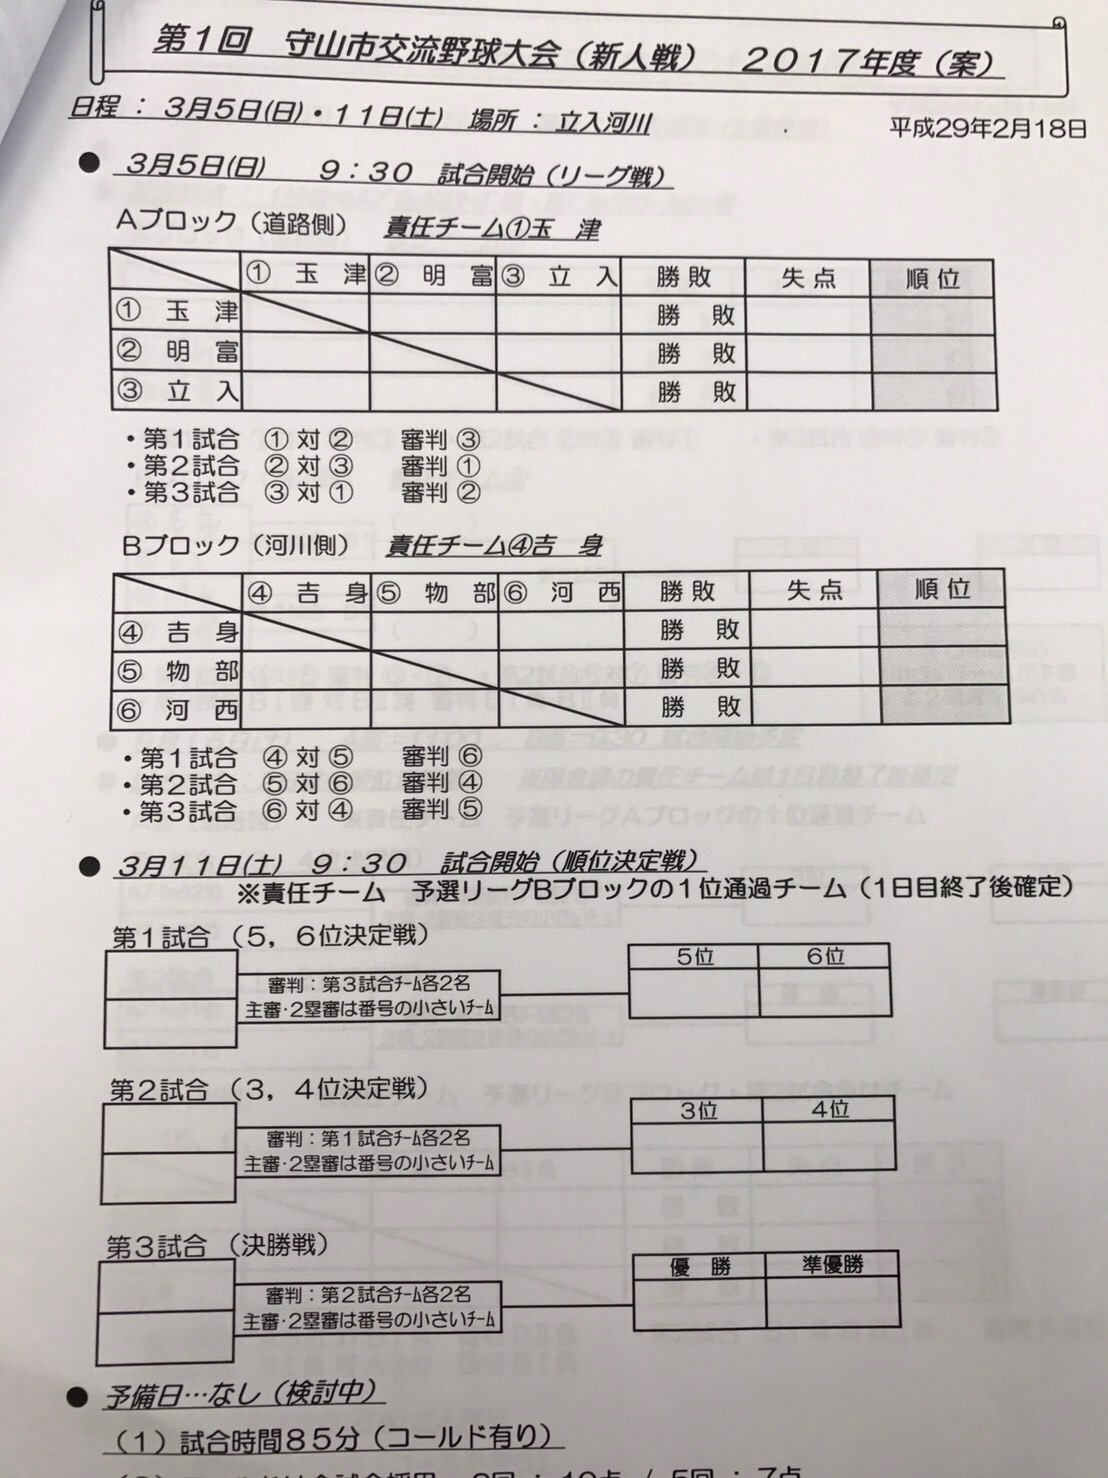 第１回　守山市交流野球大会（新人戦）　２０１７年度（案）
日程 ： ３月５日(日)・１１日(土)　場所 ： 立入河川
平成29年2月18日
● ３月５日(日)　９：３０　試合開始（リーグ戦）
Ａブロック（道路側）　責任チーム①玉　津
① 玉 津 ② 明 富 ③ 立 入 勝 敗 失 点 順 位
① 玉 津 勝 敗
② 明 富 勝 敗
③ 立 入 勝 敗
・第１試合　① 対 ②　審判 ③
・第２試合　② 対 ③　審判 ①
・第３試合　③ 対 ①　審判 ②
Ｂブロック（河川側）　責任チーム④吉　身
④ 吉 身 ⑤ 物 部 ⑥ 河 西 勝 敗 失 点 順 位
④ 吉 身 勝 敗
⑤ 物 部 勝 敗
⑥ 河 西 勝 敗
・第１試合　④ 対 ⑤　審判 ⑥
・第２試合　⑤ 対 ⑥　審判 ④
・第３試合　⑥ 対 ④　審判 ⑤
● ３月１１日(土)　９：３０　試合開始（順位決定戦）
※責任チーム　予選リーグBブロックの１位通過チーム（１日目終了後確定）
第１試合（５，６位決定戦）
5位 6位
審判：第３試合ﾁｰﾑ各2名
主審･2塁審は番号の小さいﾁｰﾑ
第２試合（３，４位決定戦）
3位 4位
審判：第１試合ﾁｰﾑ各2名
主審･2塁審は番号の小さいﾁｰﾑ
第３試合（決勝戦）
優 勝 準優勝
審判：第２試合ﾁｰﾑ各2名
主審･2塁審は番号の小さいﾁｰﾑ
● 予備日…なし（検討中）
（１）試合時間８５分（コールド有り）